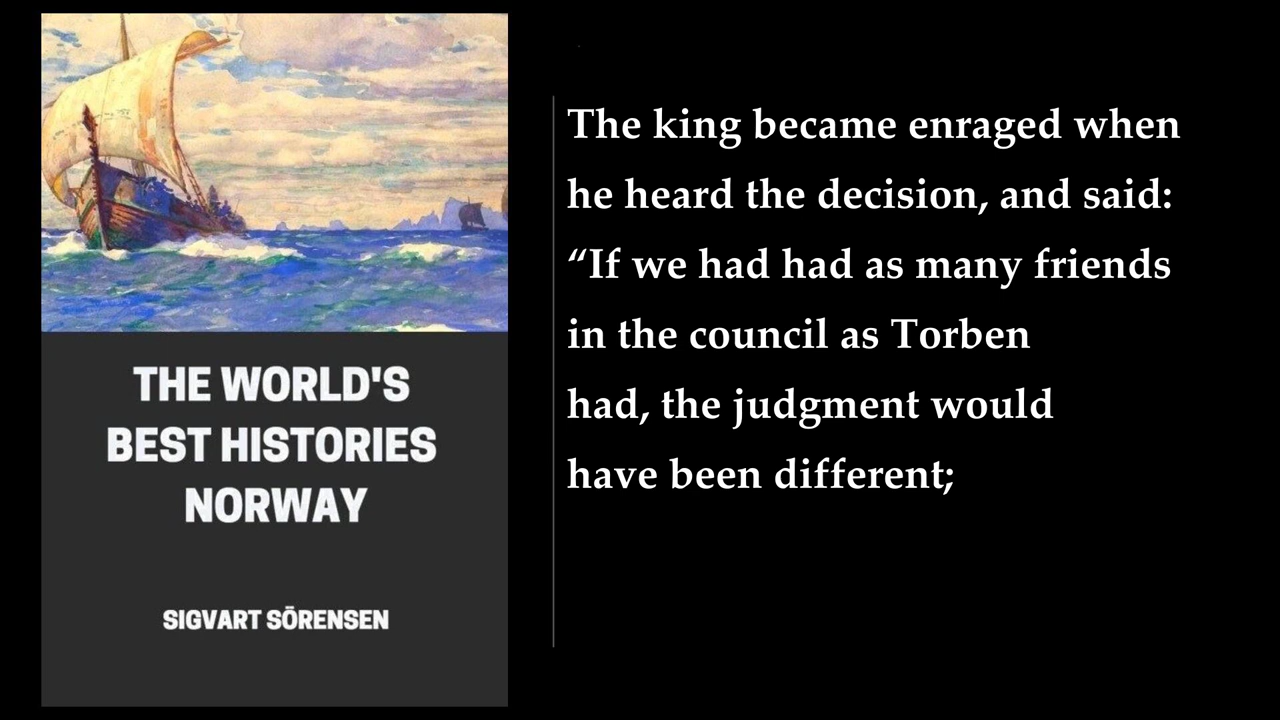 THE WORLD'S
BEST HISTORIES
NORWAY
SIGVART SÖRENSEN
The king became enraged when
he heard the decision, and said:
“If we had had as many friends
in the council as Torben
had, the judgment would
have been different;